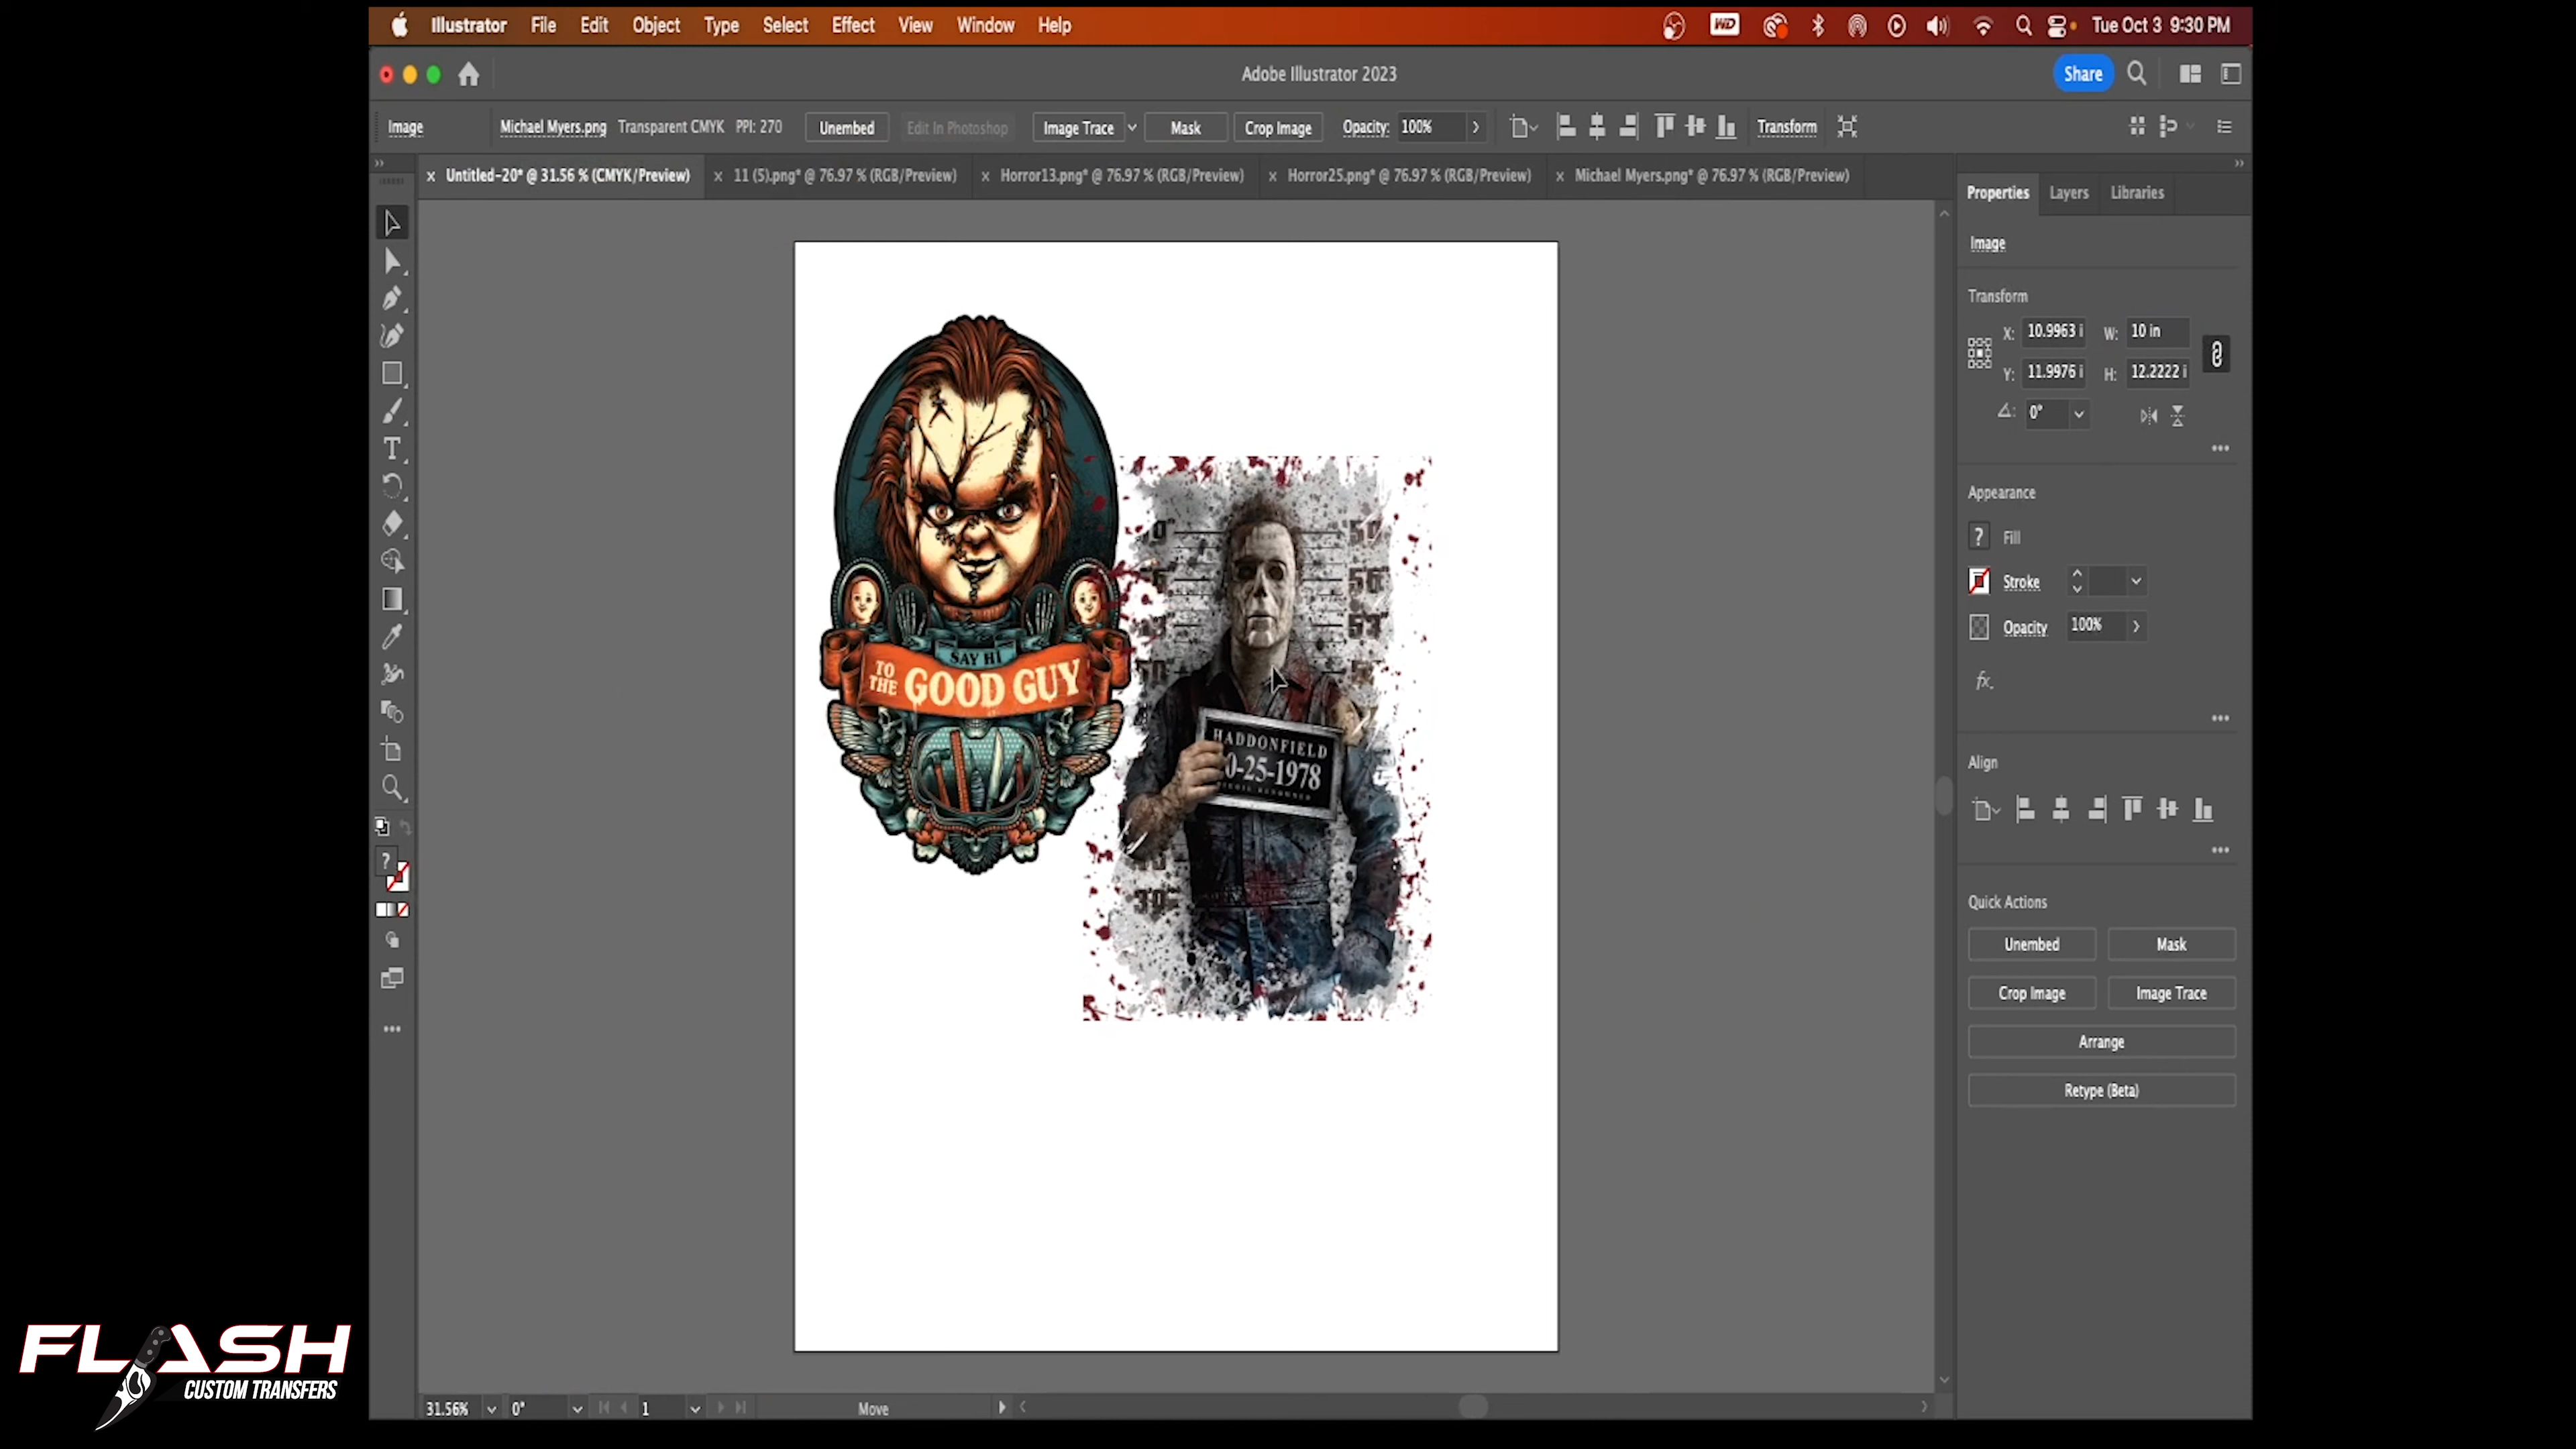 Illustrator File Edit Object Type Select Effect View Window Help
WD
Tue Oct 3 9:30 PM
Adobe Illustrator 2023
Share
Image Michael Myers.png Transparent CMYK PPI: 270 Unembed Edit In Photoshop Image Trace Mask Crop Image Opacity: 100% Transform
Untitled-20* @ 31.56 % (CMYK/Preview) 11 (5).png* @ 76.97 % (RGB/Preview) Horror13.png* @ 76.97 % (RGB/Preview) Horror25.png* @ 76.97 % (RGB/Preview) Michael Myers.png* @ 76.97 % (RGB/Preview)
Properties Layers Libraries
Image
Transform
X: 10.9963 i W: 10 in
Y: 11.9976 i H: 12.2222 i
0°
Appearance
? Fill
Stroke
Opacity 100%
fx.
Align
Quick Actions
Unembed Mask
Crop Image Image Trace
Arrange
Retype (Beta)
SAY HI
TO THE GOOD GUY
HADDONFIELD
0-25-1978
31.56% 0° 1 Move
FLASH
CUSTOM TRANSFERS